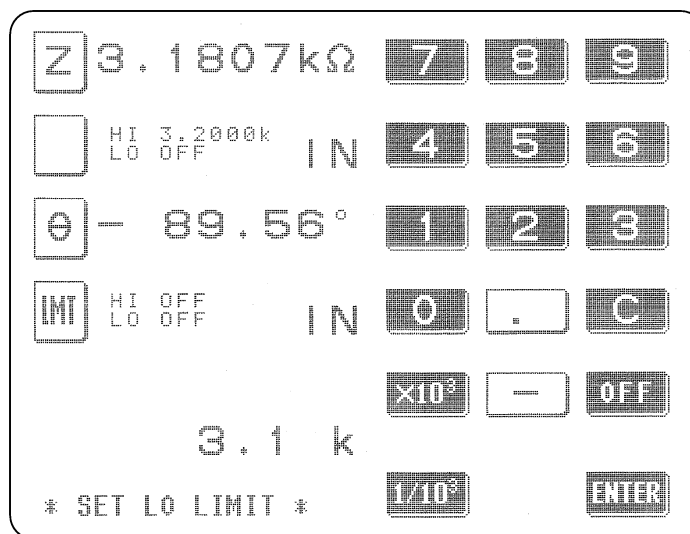 Z 3.1807kΩ 7 8 9
HI 3.2000k
LO OFF
IN 4 5 6
θ - 89.56° 1 2 3
IMT HI OFF
LO OFF
IN 0 . C
×10³ - OFF
3.1 k
* SET LO LIMIT * 1/10³ ENTER